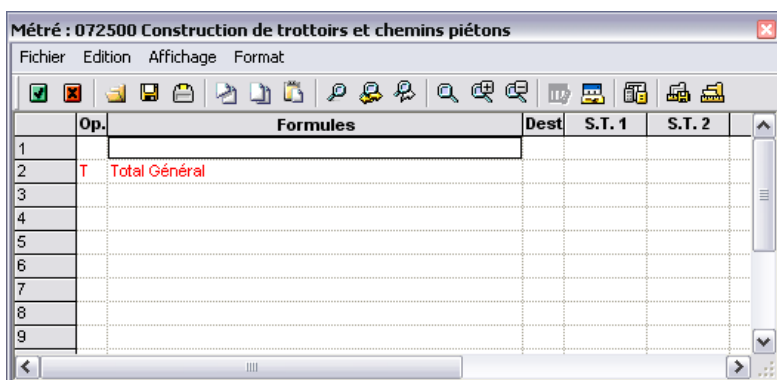 Métré : 072500 Construction de trottoirs et chemins piétons
Fichier Edition Affichage Format
Op. Formules Dest S.T. 1 S.T. 2
1
2 T Total Général
3
4
5
6
7
8
9